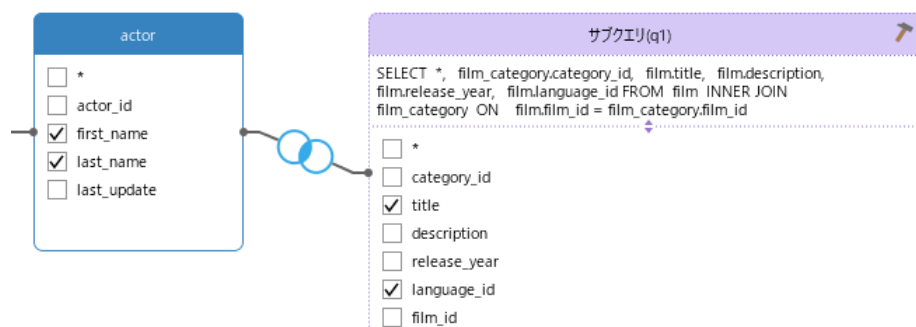 actor
*
actor_id
first_name
last_name
last_update
サブクエリ(q1)
SELECT *, film_category.category_id, film.title, film.description,
film.release_year, film.language_id FROM film INNER JOIN
film_category ON film.film_id = film_category.film_id
*
category_id
title
description
release_year
language_id
film_id